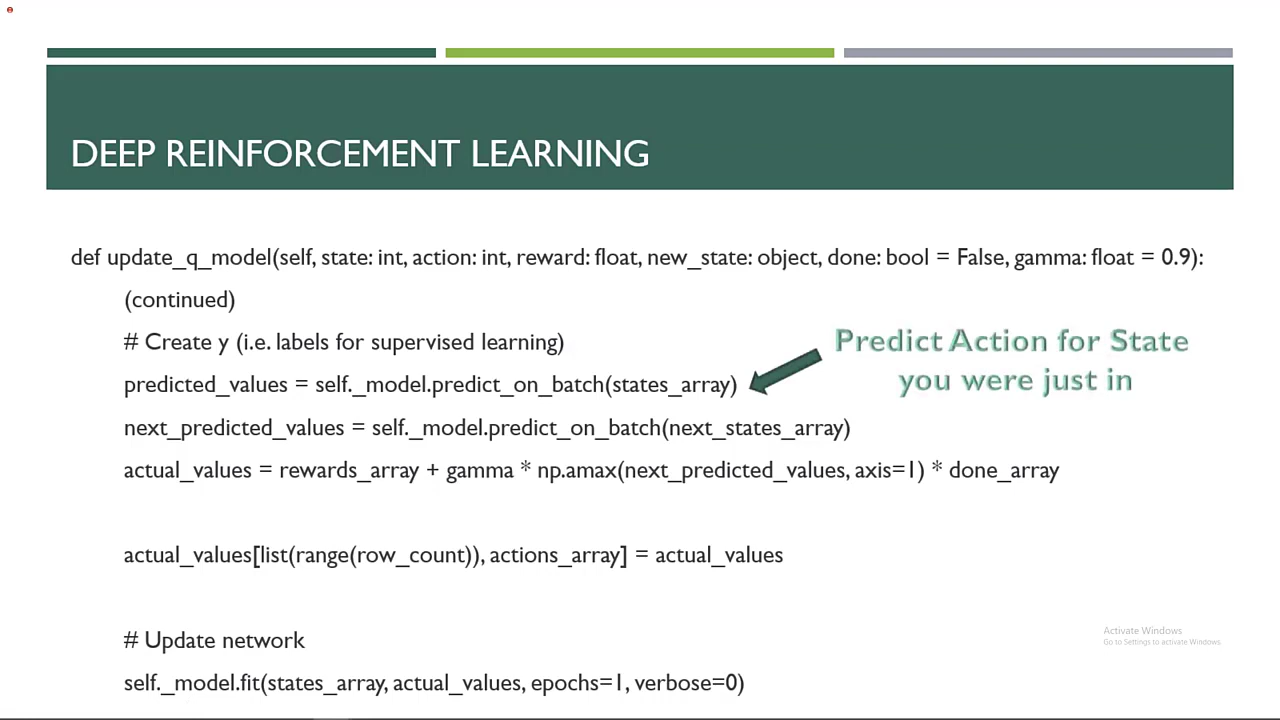 DEEP REINFORCEMENT LEARNING
def update_q_model(self, state: int, action: int, reward: float, new_state: object, done: bool = False, gamma: float = 0.9):
(continued)
# Create y (i.e. labels for supervised learning)
predicted_values = self._model.predict_on_batch(states_array)
Predict Action for State
you were just in
next_predicted_values = self._model.predict_on_batch(next_states_array)
actual_values = rewards_array + gamma * np.amax(next_predicted_values, axis=1) * done_array
actual_values[list(range(row_count)), actions_array] = actual_values
# Update network
self._model.fit(states_array, actual_values, epochs=1, verbose=0)
Activate Windows
Go to Settings to activate Windows.